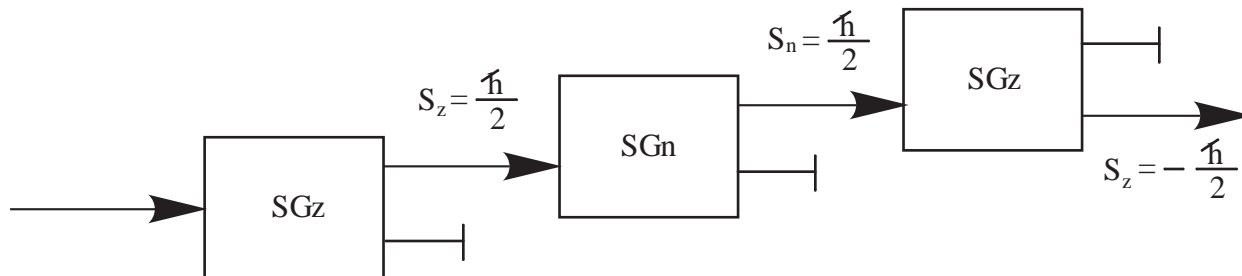 SGz
S_z = ħ/2
SGn
S_n = ħ/2
SGz
S_z = - ħ/2